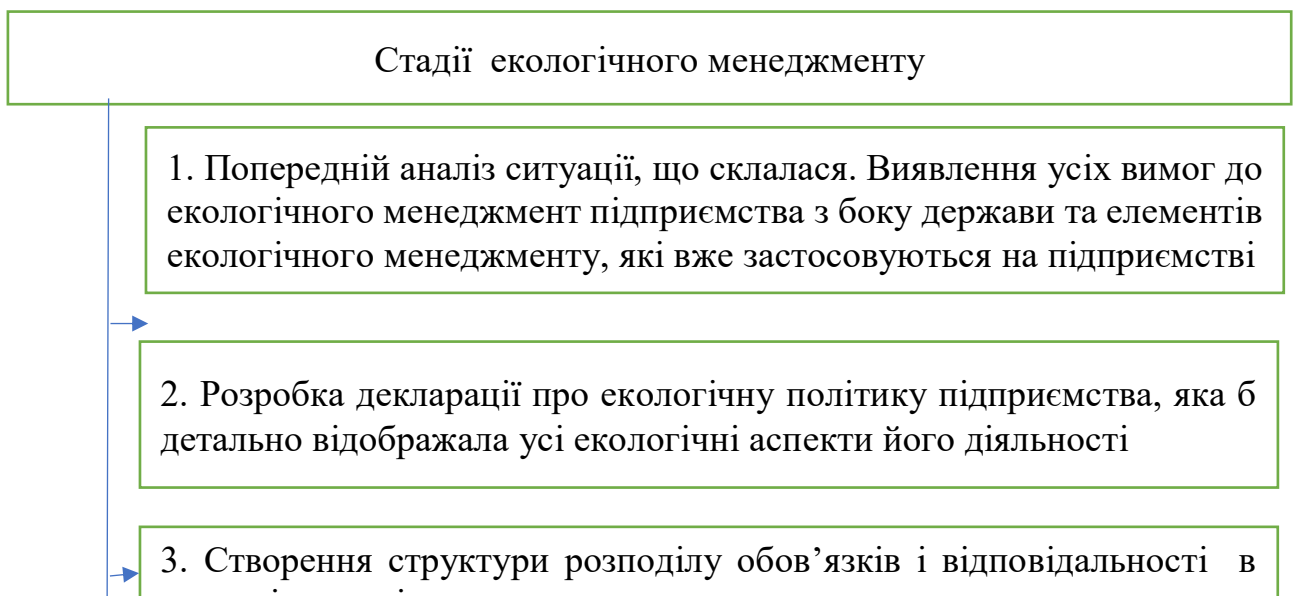 Стадії екологічного менеджменту
1. Попередній аналіз ситуації, що склалася. Виявлення усіх вимог до
екологічного менеджмент підприємства з боку держави та елементів
екологічного менеджменту, які вже застосовуються на підприємстві
2. Розробка декларації про екологічну політику підприємства, яка б
детально відображала усі екологічні аспекти його діяльності
3. Створення структури розподілу обов’язків і відповідальності в